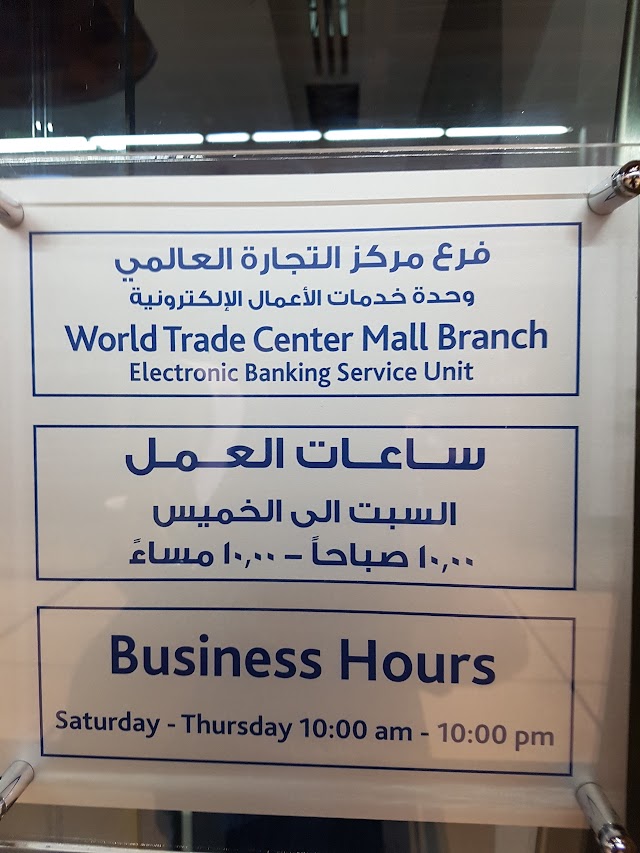 فرع مركز التجارة العالمي
وحدة خدمات الأعمال الإلكترونية
World Trade Center Mall Branch
Electronic Banking Service Unit
ساعات العمل
السبت الى الخميس
١٠,٠٠ صباحاً – ١٠,٠٠ مساءً
Business Hours
Saturday - Thursday 10:00 am - 10:00 pm